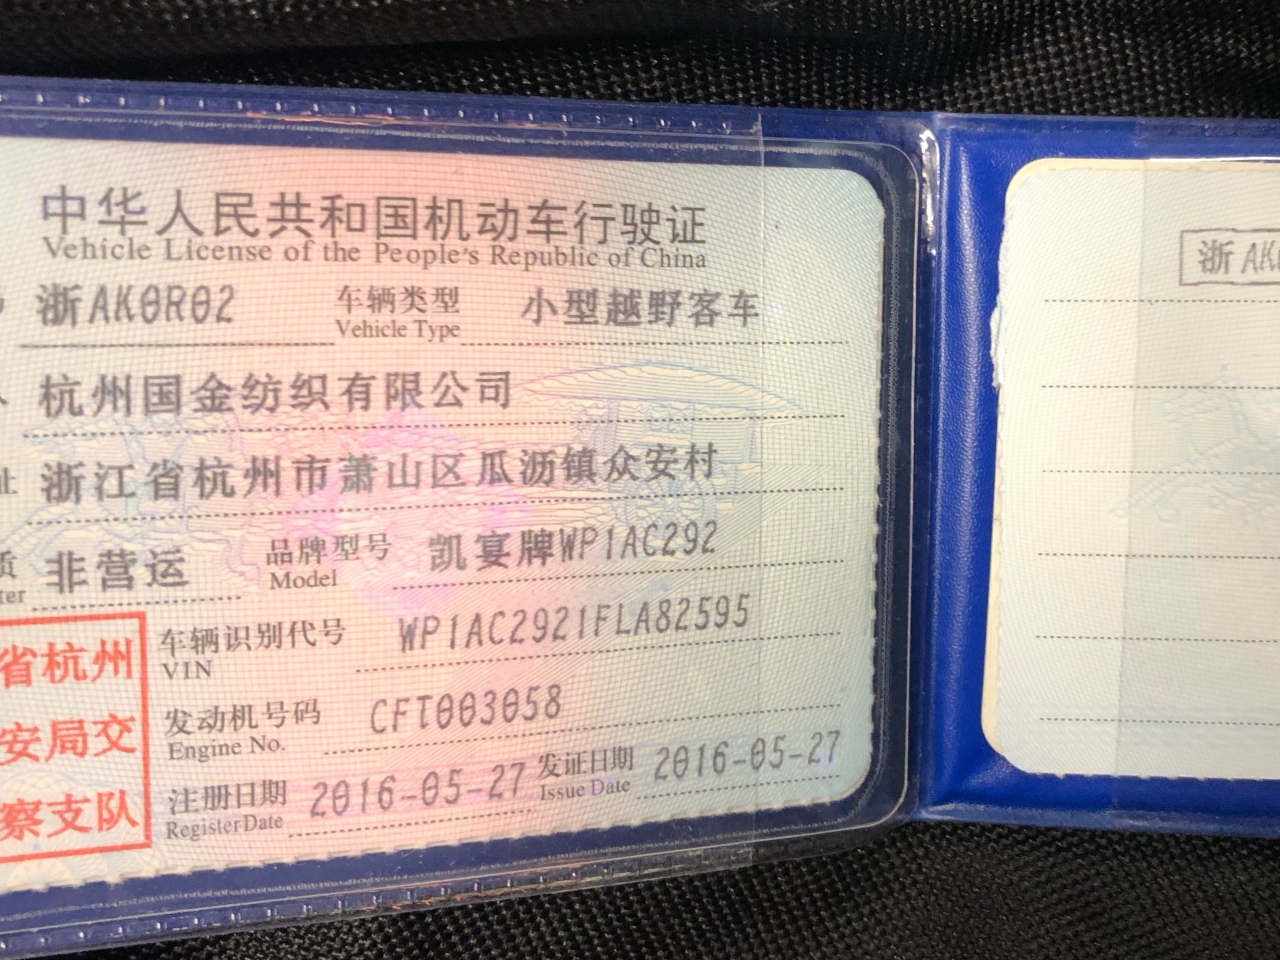 中华人民共和国机动车行驶证
Vehicle License of the People's Republic of China
浙AK0R02 车辆类型 小型越野客车
Vehicle Type
杭州国金纺织有限公司
址 浙江省杭州市萧山区瓜沥镇众安村
质 非营运 品牌型号 凯宴牌WP1AC292
ter Model
省杭州 车辆识别代号 WP1AC2921FLA82595
VIN
安局交 发动机号码 CFT003058
Engine No.
察支队 注册日期 2016-05-27 发证日期 2016-05-27
Register Date Issue Date
浙AK